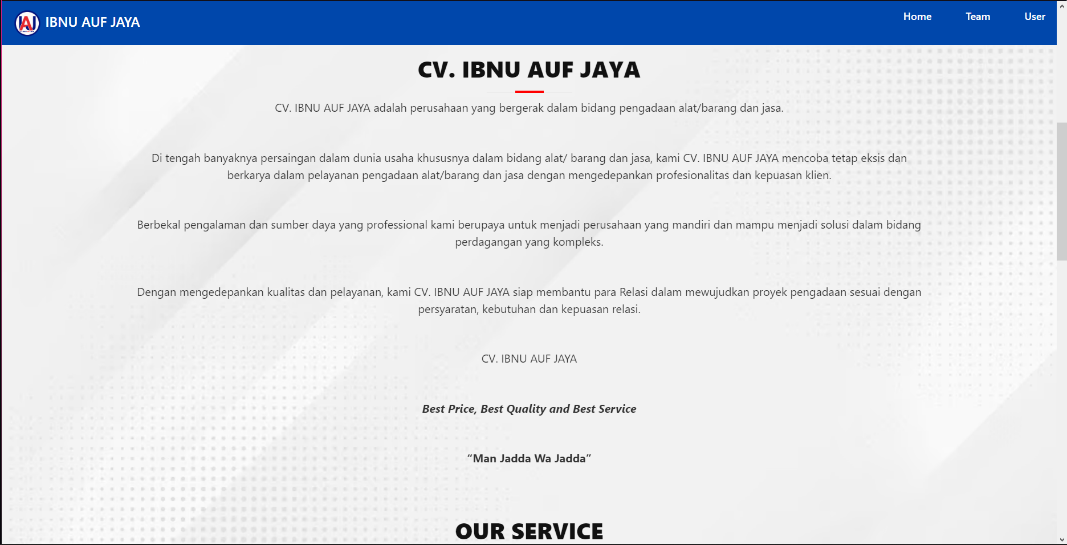 IBNU AUF JAYA
Home
Team
User
CV. IBNU AUF JAYA
CV. IBNU AUF JAYA adalah perusahaan yang bergerak dalam bidang pengadaan alat/barang dan jasa.
Di tengah banyaknya persaingan dalam dunia usaha khususnya dalam bidang alat/ barang dan jasa, kami CV. IBNU AUF JAYA mencoba tetap eksis dan
berkarya dalam pelayanan pengadaan alat/barang dan jasa dengan mengedepankan profesionalitas dan kepuasan klien.
Berbekal pengalaman dan sumber daya yang professional kami berupaya untuk menjadi perusahaan yang mandiri dan mampu menjadi solusi dalam bidang
perdagangan yang kompleks.
Dengan mengedepankan kualitas dan pelayanan, kami CV. IBNU AUF JAYA siap membantu para Relasi dalam mewujudkan proyek pengadaan sesuai dengan
persyaratan, kebutuhan dan kepuasan relasi.
CV. IBNU AUF JAYA
Best Price, Best Quality and Best Service
“Man Jadda Wa Jadda”
OUR SERVICE